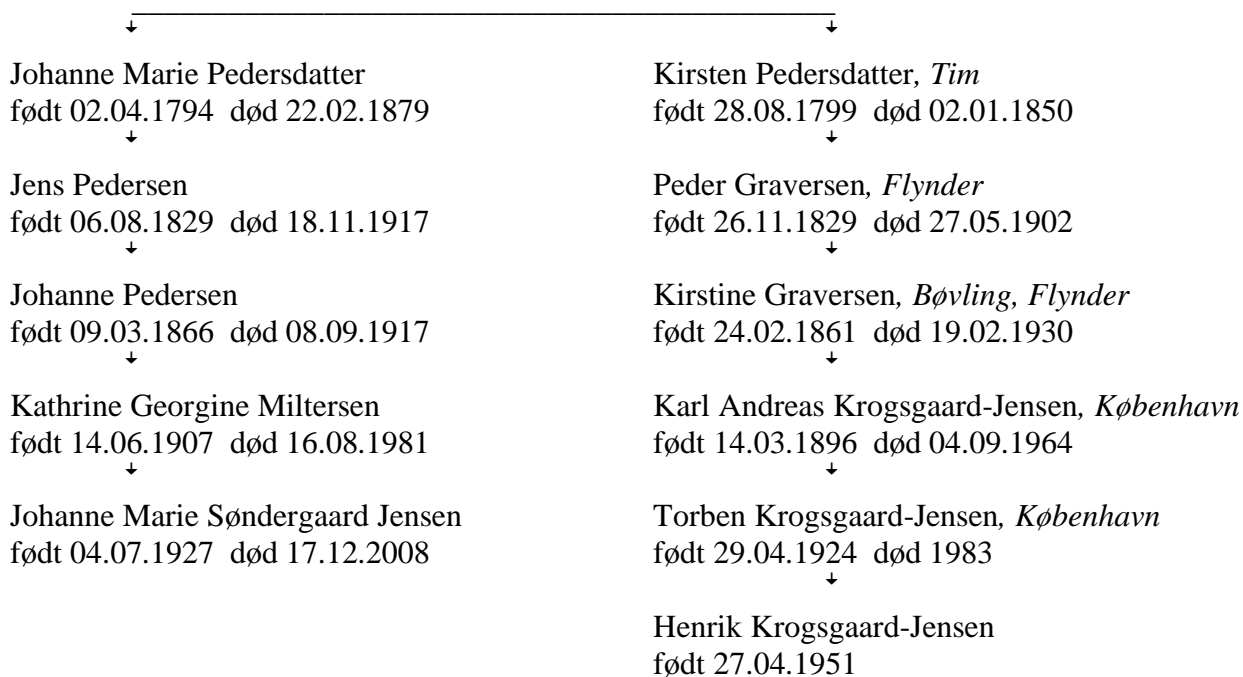 Johanne Marie Pedersdatter
født 02.04.1794 død 22.02.1879
Jens Pedersen
født 06.08.1829 død 18.11.1917
Johanne Pedersen
født 09.03.1866 død 08.09.1917
Kathrine Georgine Miltersen
født 14.06.1907 død 16.08.1981
Johanne Marie Søndergaard Jensen
født 04.07.1927 død 17.12.2008
Kirsten Pedersdatter, Tim
født 28.08.1799 død 02.01.1850
Peder Graversen, Flynder
født 26.11.1829 død 27.05.1902
Kirstine Graversen, Bøvling, Flynder
født 24.02.1861 død 19.02.1930
Karl Andreas Krogsgaard-Jensen, København
født 14.03.1896 død 04.09.1964
Torben Krogsgaard-Jensen, København
født 29.04.1924 død 1983
Henrik Krogsgaard-Jensen
født 27.04.1951